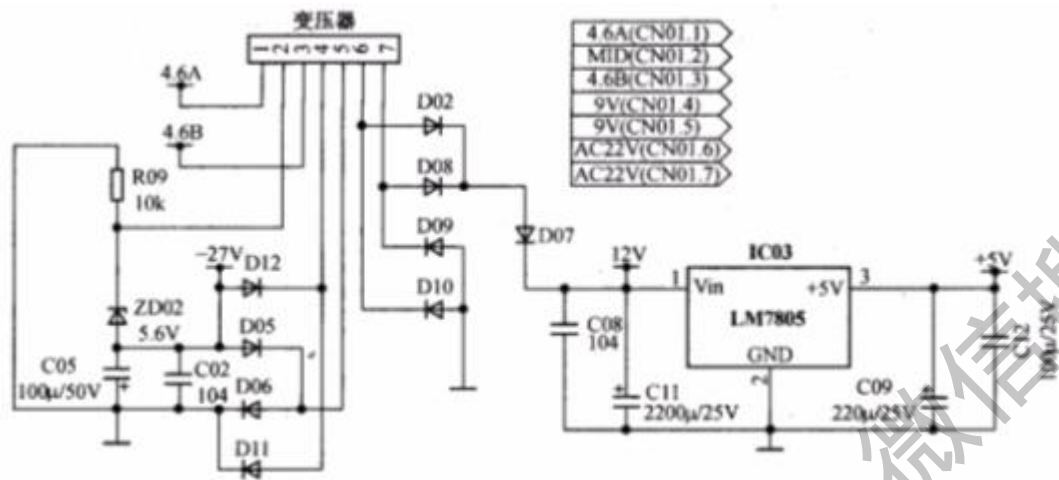 变压器
1 2 3 4 5 6 7
4.6A
4.6B
R09
10k
-27V
D12
ZD02
5.6V
D05
C05
100μ/50V
C02
104
D06
D11
D02
D08
D09
D10
D07
4.6A(CN01.1)
MID(CN01.2)
4.6B(CN01.3)
9V(CN01.4)
9V(CN01.5)
AC22V(CN01.6)
AC22V(CN01.7)
12V
IC03
+5V
1
Vin
+5V
3
LM7805
GND
2
C08
104
C11
2200μ/25V
C09
220μ/25V
C12
100μ/25V
微信